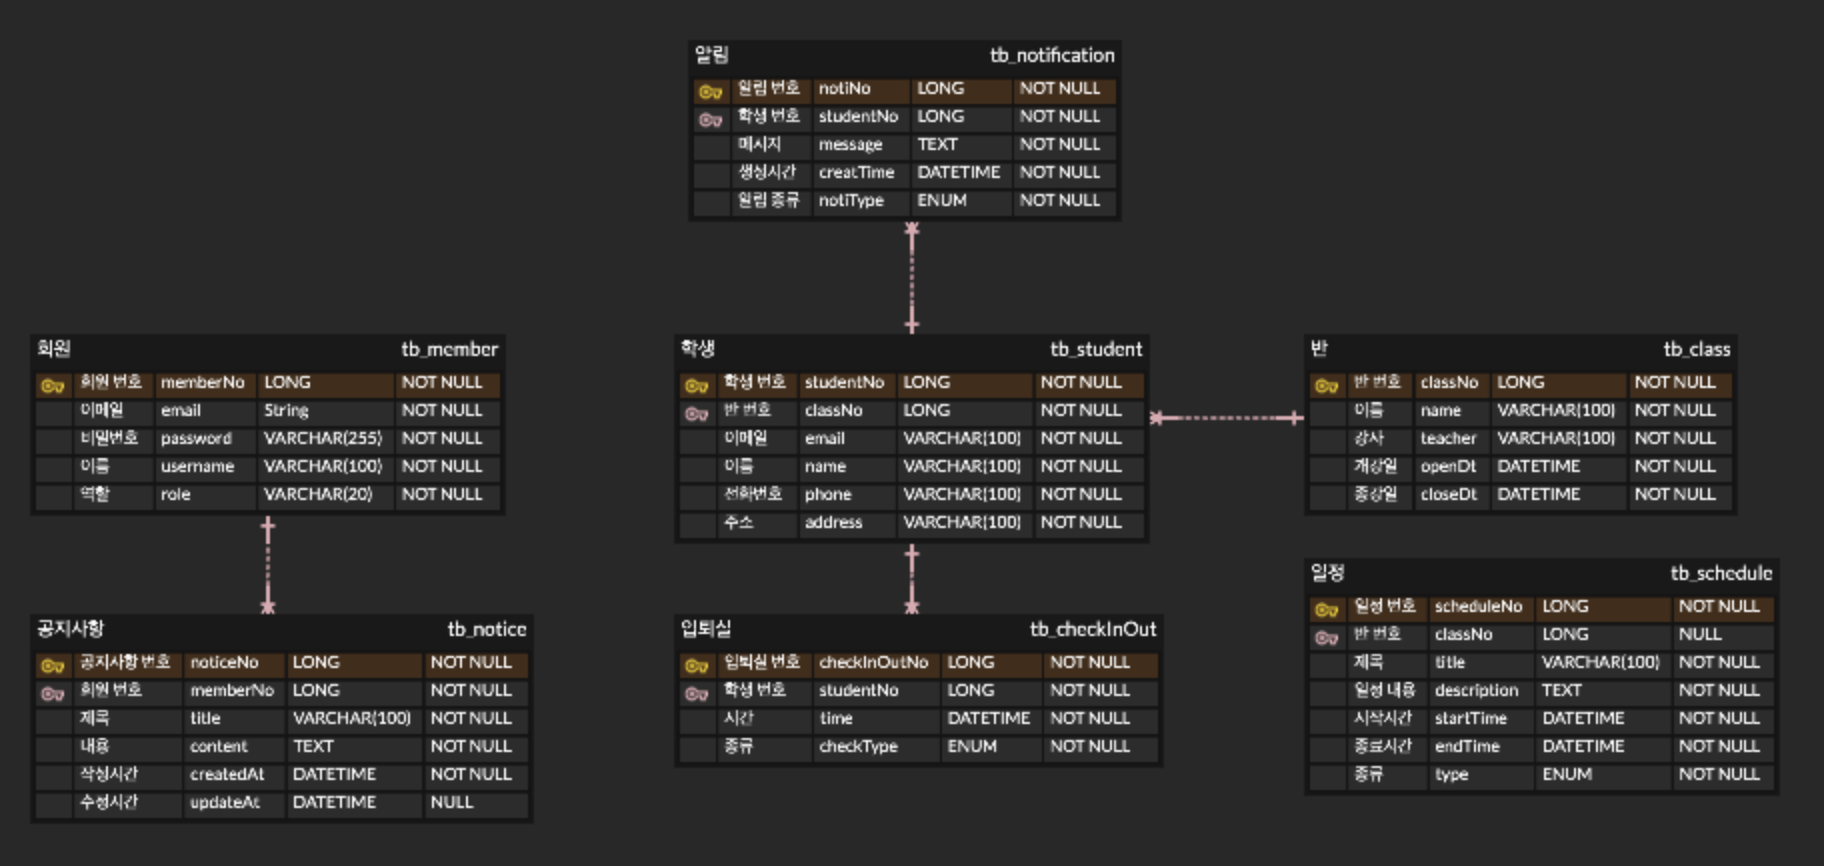 알림 tb_notification
알림 번호 notiNo LONG NOT NULL
학생 번호 studentNo LONG NOT NULL
메시지 message TEXT NOT NULL
생성시간 creatTime DATETIME NOT NULL
알림 종류 notiType ENUM NOT NULL
회원 tb_member
회원 번호 memberNo LONG NOT NULL
이메일 email String NOT NULL
비밀번호 password VARCHAR(255) NOT NULL
이름 username VARCHAR(100) NOT NULL
역할 role VARCHAR(20) NOT NULL
학생 tb_student
학생 번호 studentNo LONG NOT NULL
반 번호 classNo LONG NOT NULL
이메일 email VARCHAR(100) NOT NULL
이름 name VARCHAR(100) NOT NULL
전화번호 phone VARCHAR(100) NOT NULL
주소 address VARCHAR(100) NOT NULL
반 tb_class
반 번호 classNo LONG NOT NULL
이름 name VARCHAR(100) NOT NULL
강사 teacher VARCHAR(100) NOT NULL
개강일 openDt DATETIME NOT NULL
종강일 closeDt DATETIME NOT NULL
공지사항 tb_notice
공지사항 번호 noticeNo LONG NOT NULL
회원 번호 memberNo LONG NOT NULL
제목 title VARCHAR(100) NOT NULL
내용 content TEXT NOT NULL
작성시간 createdAt DATETIME NOT NULL
수정시간 updateAt DATETIME NULL
입퇴실 tb_checkInOut
입퇴실 번호 checkInOutNo LONG NOT NULL
학생 번호 studentNo LONG NOT NULL
시간 time DATETIME NOT NULL
종류 checkType ENUM NOT NULL
일정 tb_schedule
일정 번호 scheduleNo LONG NOT NULL
반 번호 classNo LONG NULL
제목 title VARCHAR(100) NOT NULL
일정 내용 description TEXT NOT NULL
시작시간 startTime DATETIME NOT NULL
종료시간 endTime DATETIME NOT NULL
종류 type ENUM NOT NULL